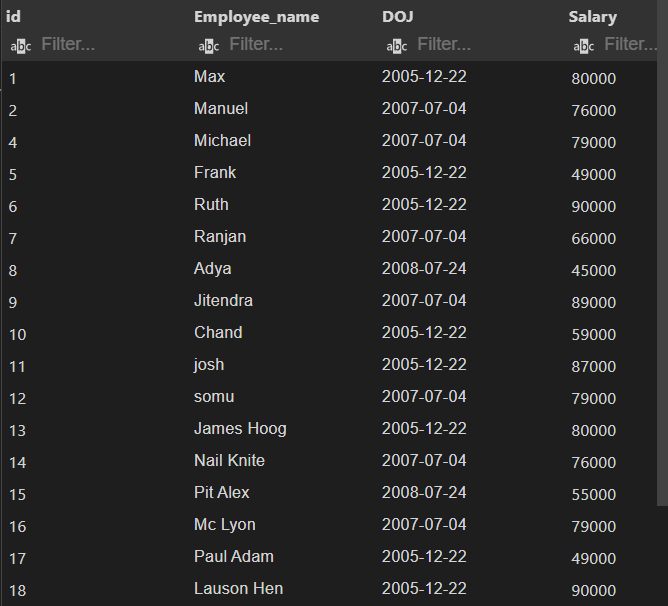 id Employee_name DOJ Salary
abc Filter... abc Filter... abc Filter... abc Filter...
1 Max 2005-12-22 80000
2 Manuel 2007-07-04 76000
4 Michael 2007-07-04 79000
5 Frank 2005-12-22 49000
6 Ruth 2005-12-22 90000
7 Ranjan 2007-07-04 66000
8 Adya 2008-07-24 45000
9 Jitendra 2007-07-04 89000
10 Chand 2005-12-22 59000
11 josh 2005-12-22 87000
12 somu 2007-07-04 79000
13 James Hoog 2005-12-22 80000
14 Nail Knite 2007-07-04 76000
15 Pit Alex 2008-07-24 55000
16 Mc Lyon 2007-07-04 79000
17 Paul Adam 2005-12-22 49000
18 Lauson Hen 2005-12-22 90000